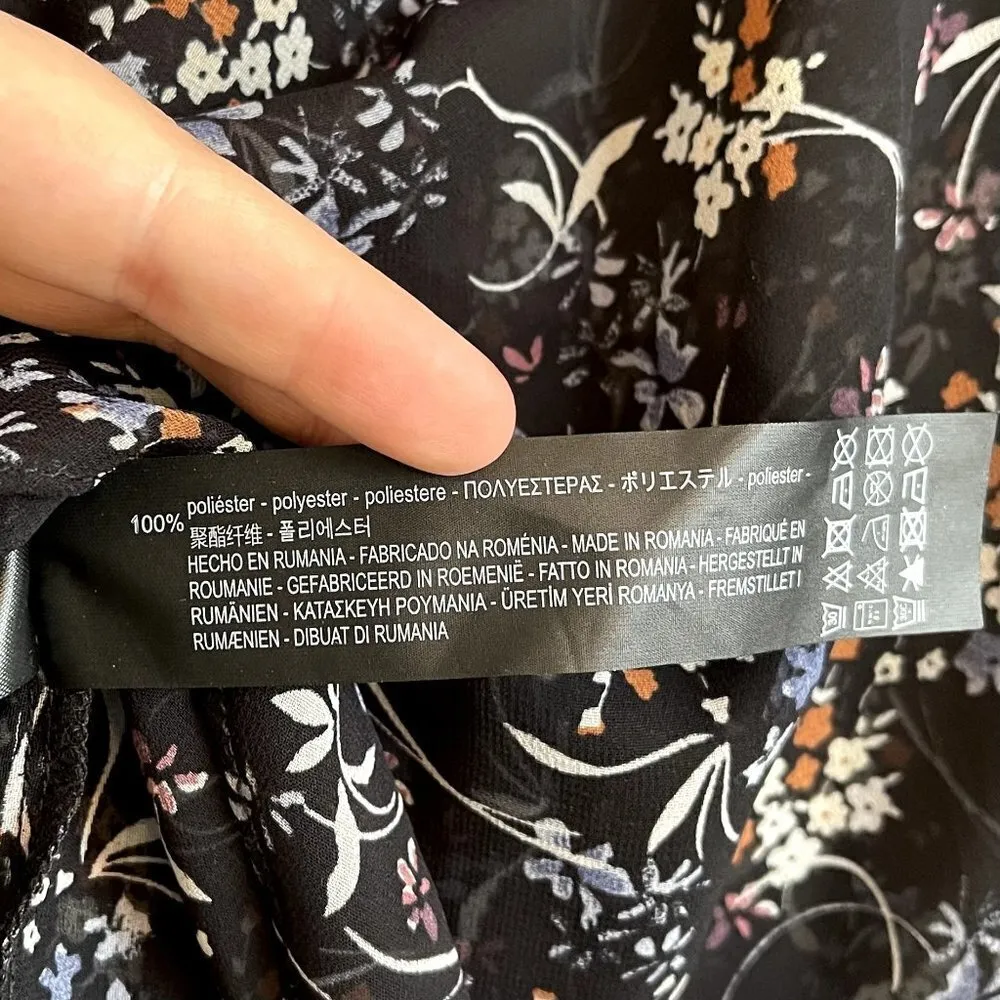 100% poliéster - polyester - poliestere - ΠΟΛΥΕΣΤΕΡΑΣ - ポリエステル - poliester -
聚酯纤维 - 폴리에스터
HECHO EN RUMANIA - FABRICADO NA ROMÉNIA - MADE IN ROMANIA - FABRIQUÉ EN
ROUMANIE - GEFABRICEERD IN ROEMENIË - FATTO IN ROMANIA - HERGESTELLT IN
RUMÄNIEN - ΚΑΤΑΣΚΕΥΗ ΡΟΥΜΑΝΙΑ - ÜRETİM YERİ ROMANYA - FREMSTILLET I
RUMÆNIEN - DIBUAT DI RUMANIA
30